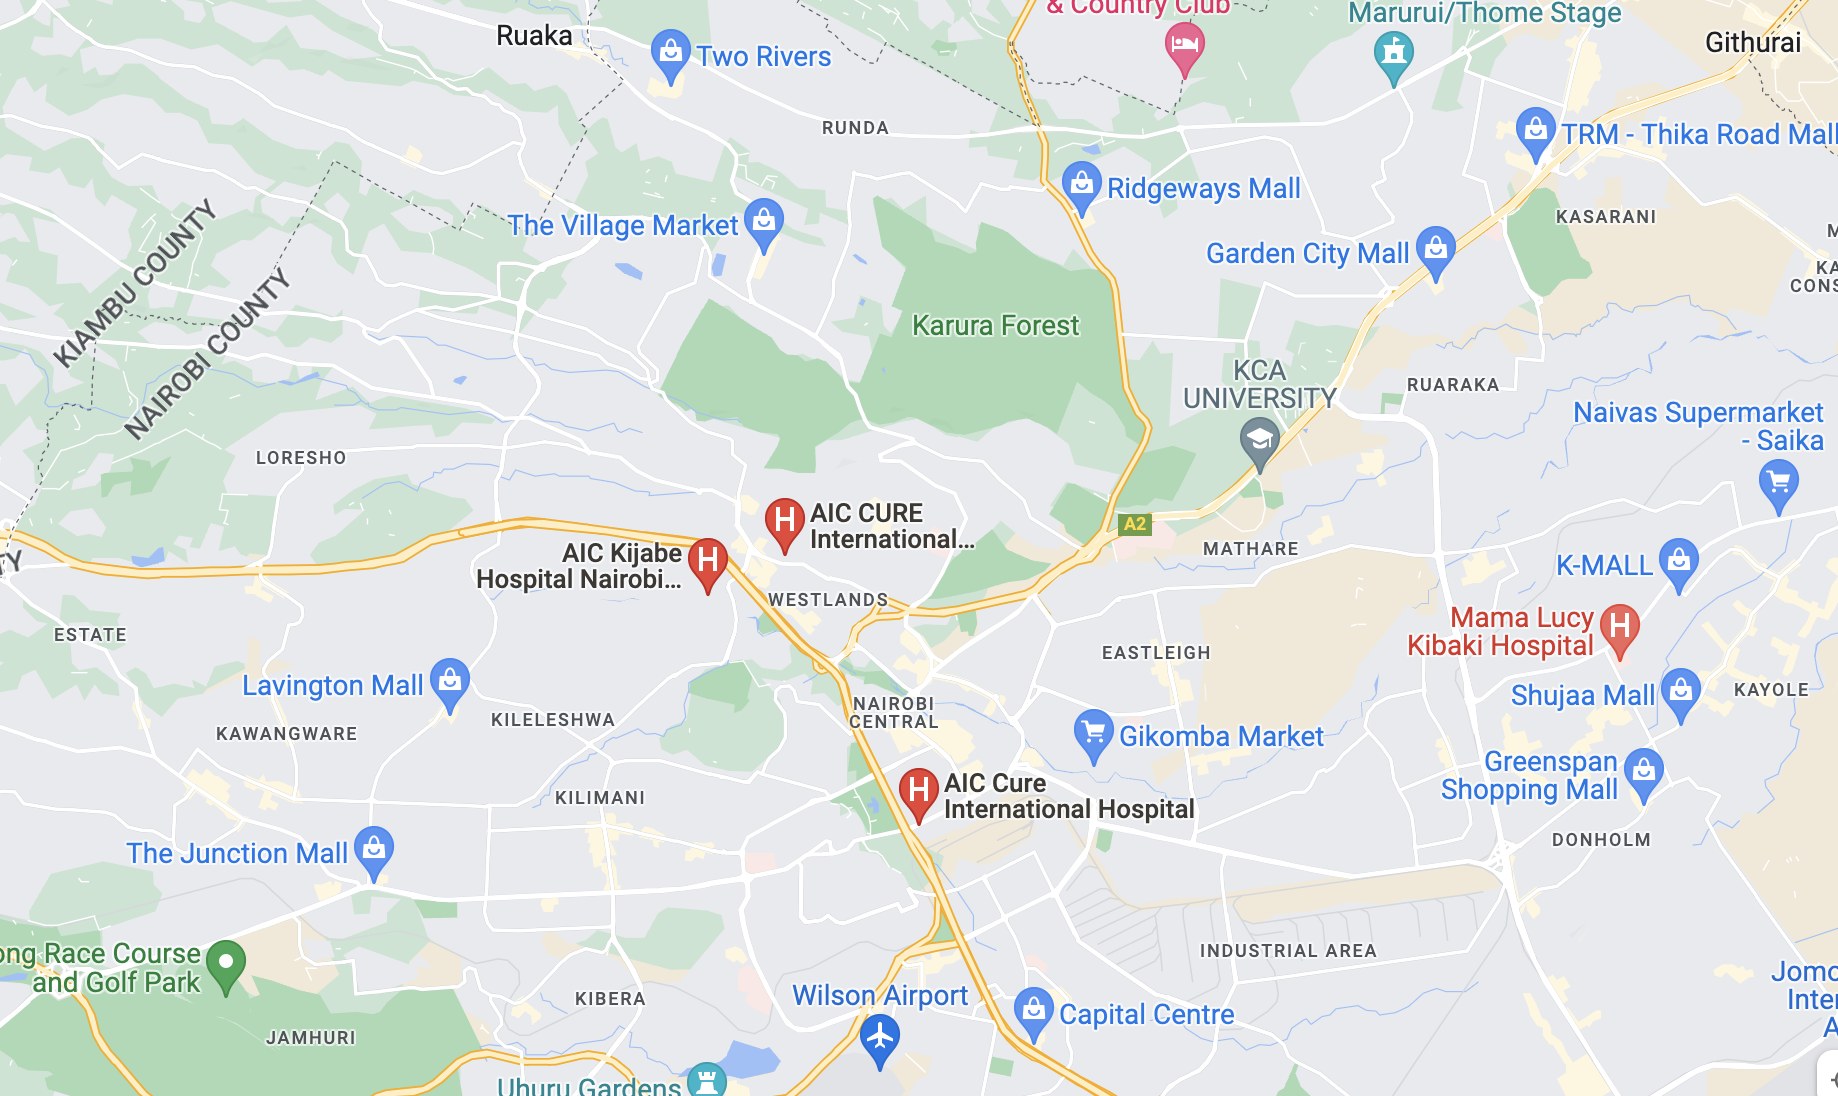 & Country Club
Marurui/Thome Stage
Ruaka
Two Rivers
Githurai
RUNDA
TRM - Thika Road Mall
Ridgeways Mall
KASARANI
The Village Market
Garden City Mall
KIAMBU COUNTY
NAIROBI COUNTY
M
KA
CONS
Karura Forest
KCA
UNIVERSITY
RUARAKA
Naivas Supermarket
- Saika
LORESHO
AIC CURE
International...
A2
AIC Kijabe
Hospital Nairobi...
MATHARE
TY
K-MALL
WESTLANDS
Mama Lucy
Kibaki Hospital
ESTATE
EASTLEIGH
Lavington Mall
Shujaa Mall
KAYOLE
NAIROBI
CENTRAL
KILELESHWA
KAWANGWARE
Gikomba Market
Greenspan
Shopping Mall
AIC Cure
International Hospital
KILIMANI
DONHOLM
The Junction Mall
INDUSTRIAL AREA
ong Race Course
and Golf Park
Jomo
Inter
A
KIBERA
Wilson Airport
Capital Centre
JAMHURI
Uhuru Gardens